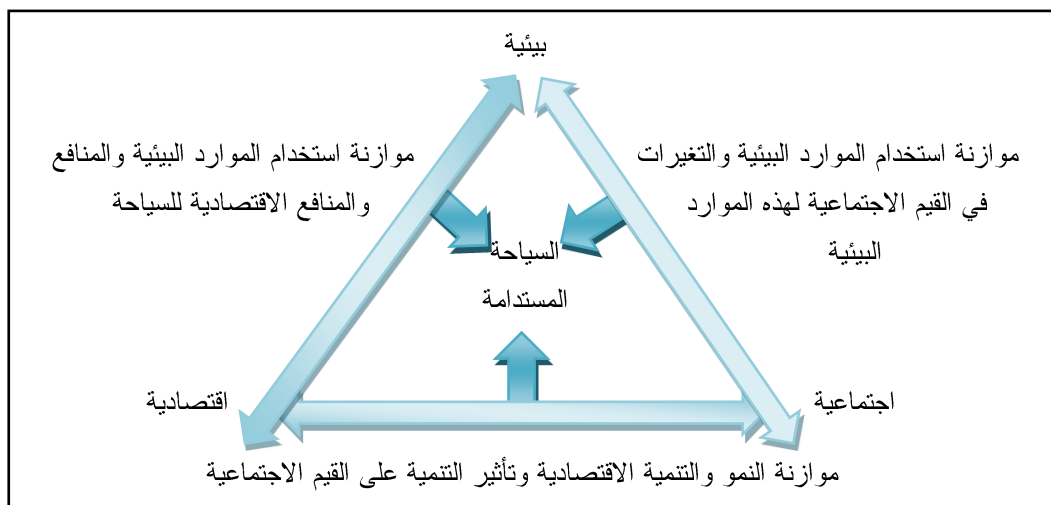 بيئية
موازنة استخدام الموارد البيئية والتغيرات
في القيم الاجتماعية لهذه الموارد
البيئية
موازنة استخدام الموارد البيئية والمنافع
والمنافع الاقتصادية للسياحة
السياحة
المستدامة
اجتماعية
اقتصادية
موازنة النمو والتنمية الاقتصادية وتأثير التنمية على القيم الاجتماعية